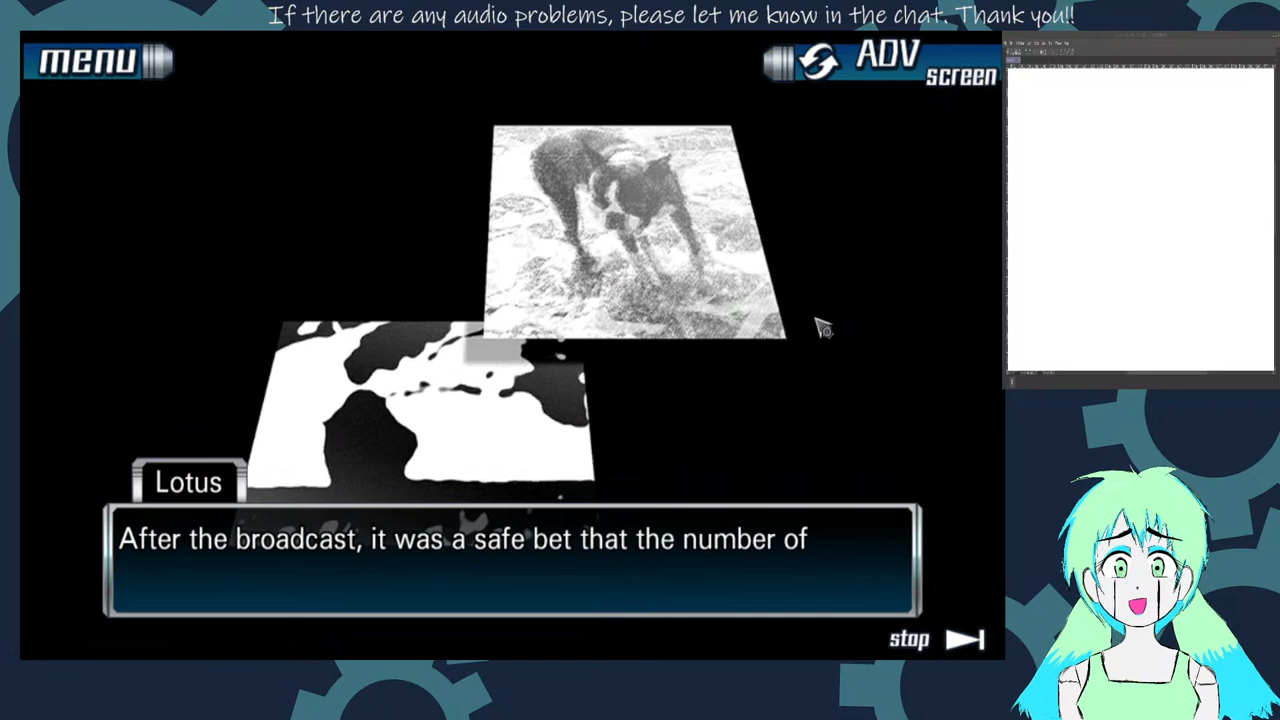 If there are any audio problems, please let me know in the chat. Thank you!!
menu
ADV
screen
Lotus
After the broadcast, it was a safe bet that the number of
stop